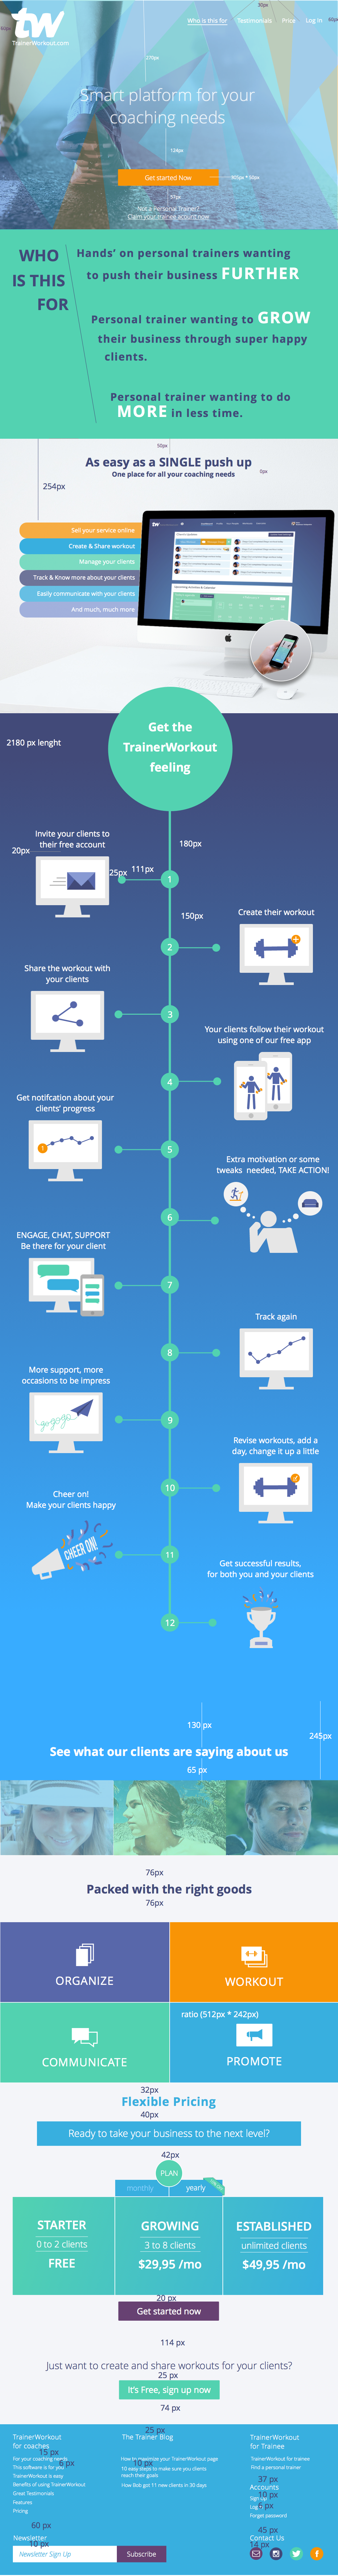 30px
60px
60px
tw
TrainerWorkout.com
Who is this for
Testimonials
Price
Log In
370px
Smart platform for your
coaching needs
124px
Get started Now
Not a Personal Trainer?
Claim your trainee account now
WHO
IS THIS
FOR
Hands' on personal trainers wanting
to push their business FURTHER
Personal trainer wanting to GROW
their business through super happy
clients.
Personal trainer wanting to do
MORE in less time.
50px
As easy as a SINGLE push up
One place for all your coaching needs
0px
254px
Sell your service online
Create & Share workout
Manage your clients
Track & Know more about your clients
Easily communicate with your clients
And much, much more
tw
Get the
TrainerWorkout
feeling
2180 px lenght
180px
Invite your clients to
their free account
20px
25px
111px
1
150px
Create their workout
2
Share the workout with
your clients
3
Your clients follow their workout
using one of our free app
4
Get notifcation about your
clients' progress
5
Extra motivation or some
tweaks needed, TAKE ACTION!
6
ENGAGE, CHAT, SUPPORT
Be there for your client
7
Track again
8
More support, more
occasions to be impress
gogogo
9
Revise workouts, add a
day, change it up a little
10
Cheer on!
Make your clients happy
CHEER ON!
11
Get successful results,
for both you and your clients
12
130 px
245px
See what our clients are saying about us
65 px
76px
Packed with the right goods
76px
ORGANIZE
WORKOUT
COMMUNICATE
ratio (512px * 242px)
PROMOTE
32px
Flexible Pricing
40px
Ready to take your business to the next level?
42px
PLAN
monthly
yearly
STARTER
0 to 2 clients
FREE
GROWING
3 to 8 clients
$29,95 /mo
ESTABLISHED
unlimited clients
$49,95 /mo
20 px
Get started now
114 px
Just want to create and share workouts for your clients?
25 px
It's Free, sign up now
74 px
25 px
TrainerWorkout
for coaches
15 px
For your coaching needs
6 px
This software is for you
TrainerWorkout is easy
Benefits of using TrainerWorkout
Great Testimonials
Features
Pricing
The Trainer Blog
How to maximise your TrainerWorkout page
10 px
10 easy steps to make sure you clients
reach their goals
How Bob got 11 new clients in 30 days
TrainerWorkout
for Trainee
TrainerWorkout for trainee
Find a personal trainer
37 px
Accounts
10 px
Sign Up
Log In
6 px
Forget password
60 px
45 px
Newsletter
10 px
Contact Us
14 px
Newsletter Sign Up
Subscribe
f